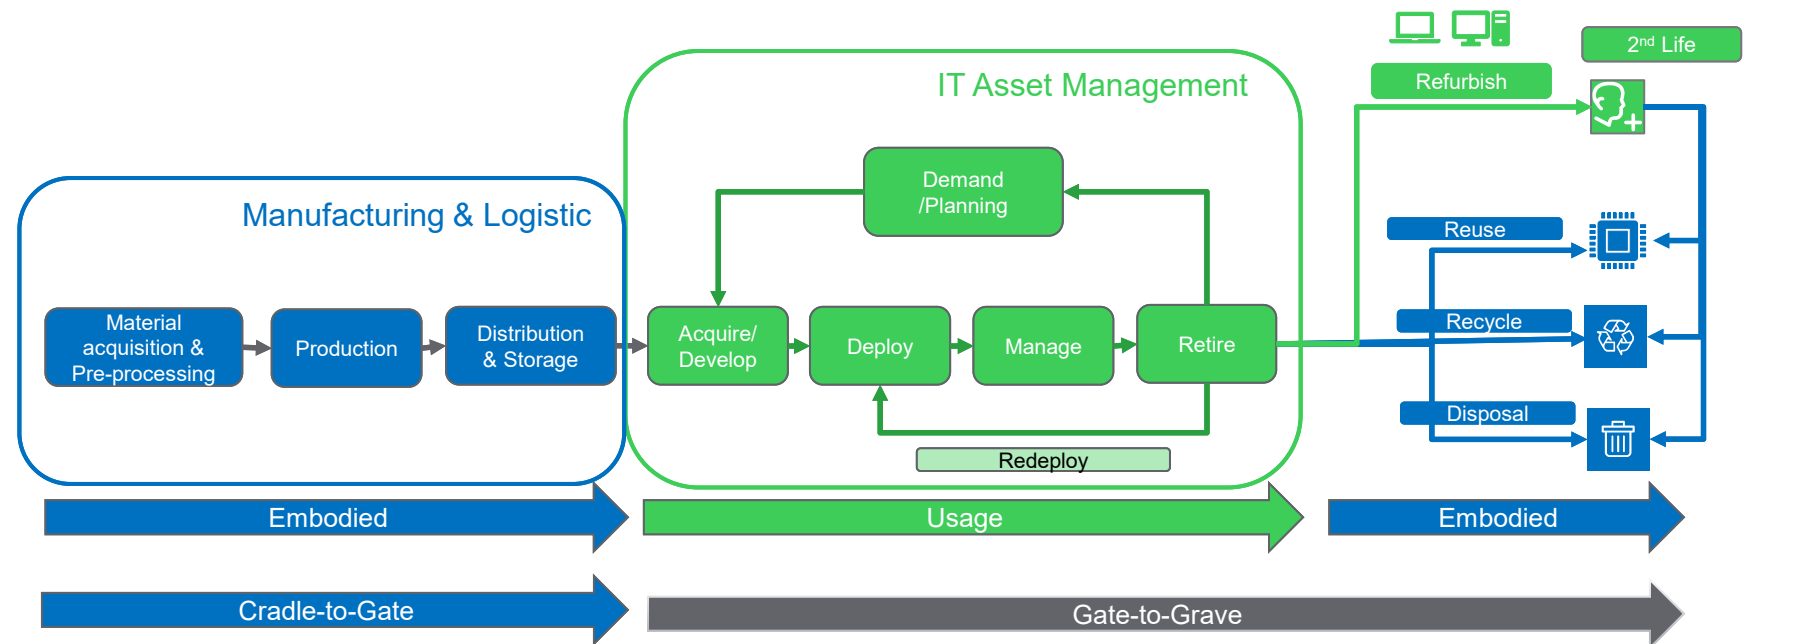 2nd Life
IT Asset Management
Refurbish
Demand
/Planning
Manufacturing & Logistic
Reuse
Material
acquisition &
Pre-processing
Production
Distribution
& Storage
Acquire/
Develop
Deploy
Manage
Retire
Recycle
Disposal
Redeploy
Embodied
Usage
Embodied
Cradle-to-Gate
Gate-to-Grave